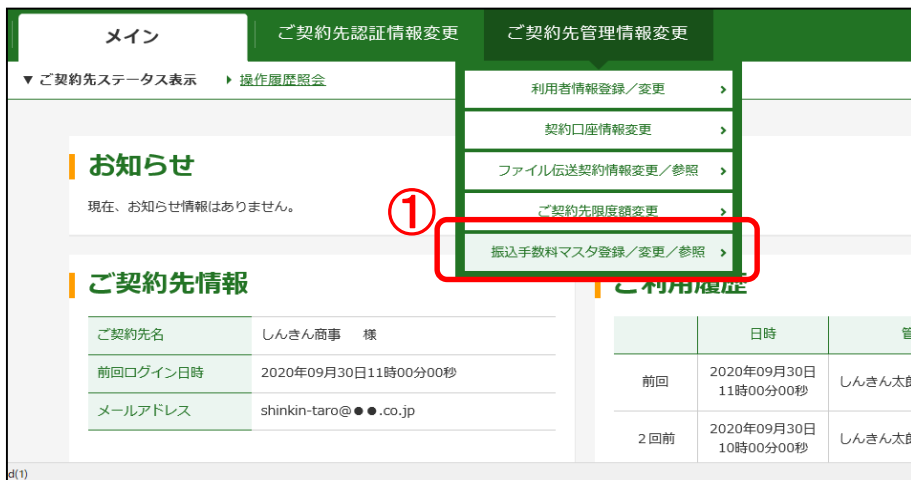 メイン
ご契約先認証情報変更
ご契約先管理情報変更
▼ ご契約先ステータス表示
操作履歴照会
利用者情報登録／変更
契約口座情報変更
ファイル伝送契約情報変更／参照
ご契約先限度額変更
振込手数料マスタ登録／変更／参照
①
お知らせ
現在、お知らせ情報はありません。
ご契約先情報
ご契約先名 しんきん商事 様
前回ログイン日時 2020年09月30日11時00分00秒
メールアドレス shinkin-taro@●●.co.jp
ご利用履歴
日時
前回 2020年09月30日 しんきん太
11時00分00秒
２回前 2020年09月30日 しんきん太
10時00分00秒
d(1)